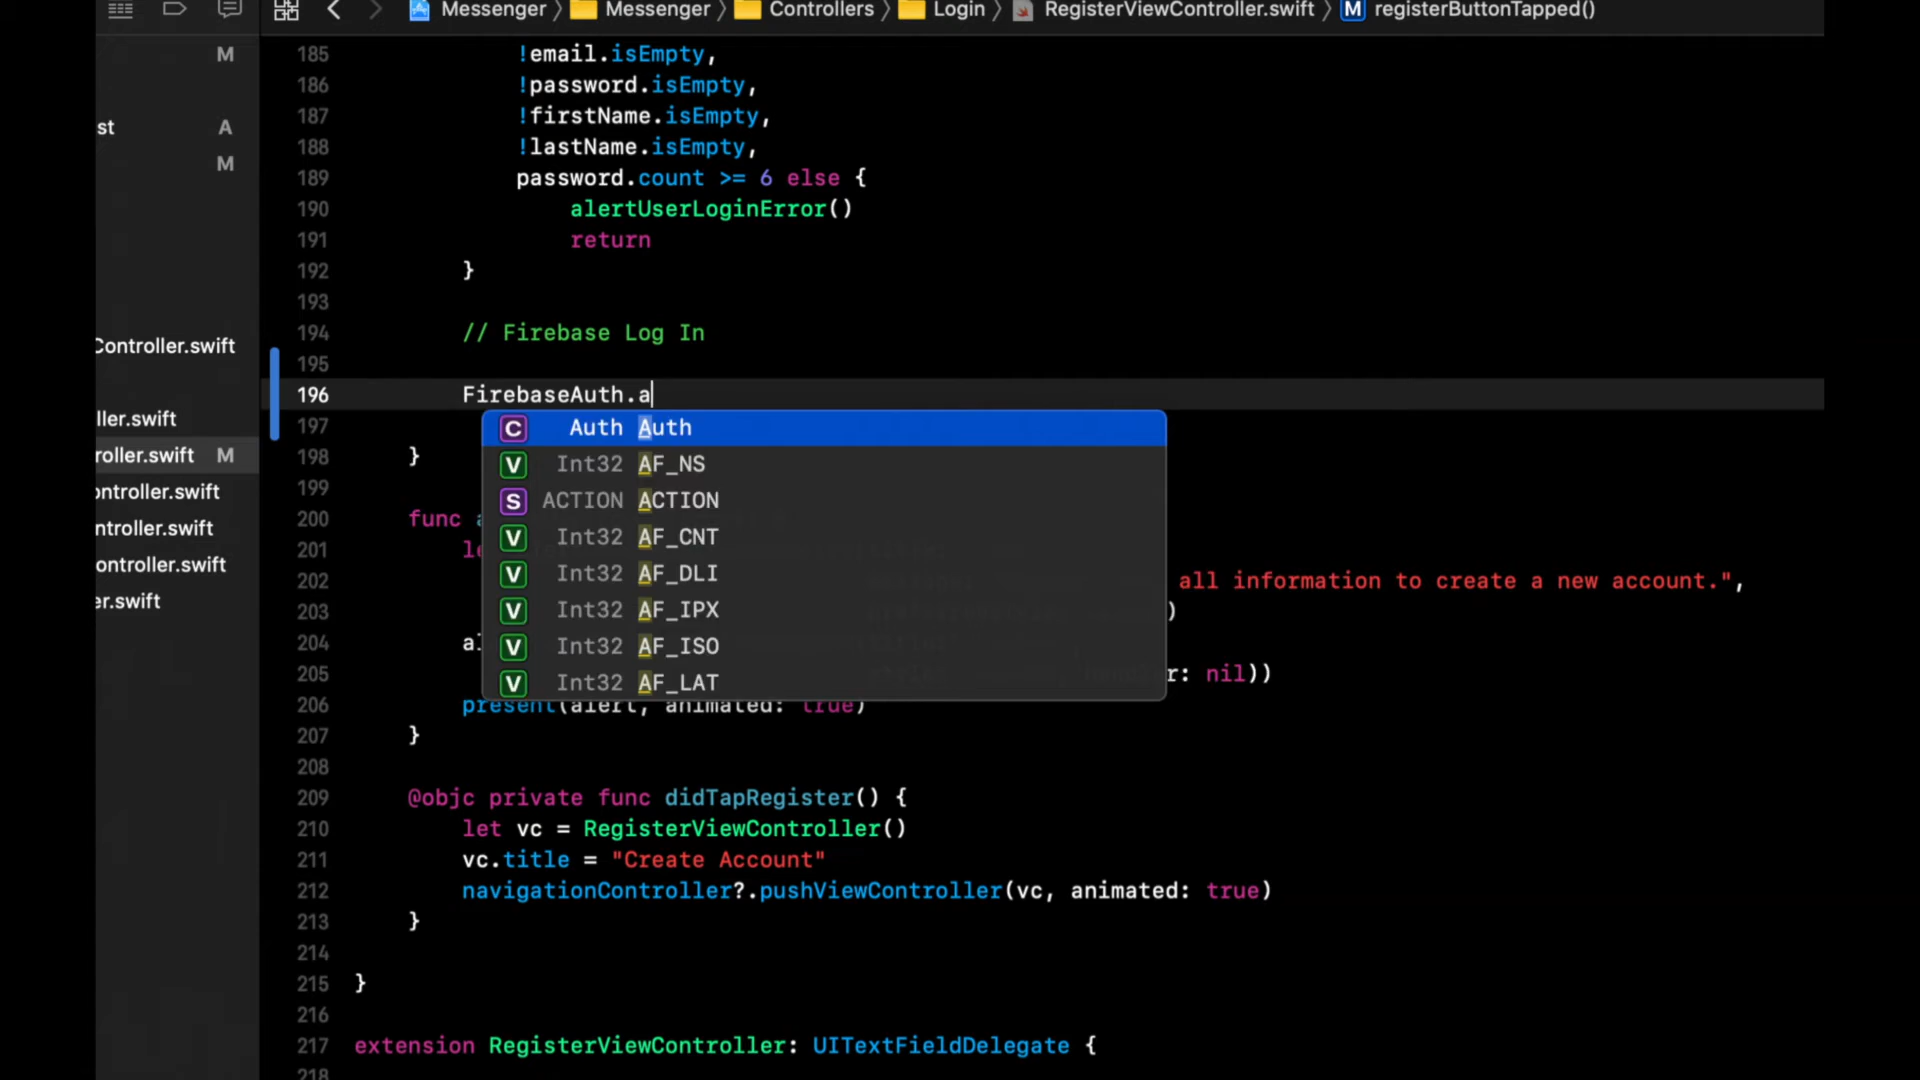 Messenger Messenger Controllers Login RegisterViewController.swift M registerButtonTapped()
M
st A
M
Controller.swift
ller.swift
roller.swift M
ontroller.swift
ntroller.swift
ontroller.swift
er.swift
185 !email.isEmpty,
186 !password.isEmpty,
187 !firstName.isEmpty,
188 !lastName.isEmpty,
189 password.count >= 6 else {
190 alertUserLoginError()
191 return
192 }
193
194 // Firebase Log In
195
196 FirebaseAuth.a
C Auth Auth
V Int32 AF_NS
S ACTION ACTION
V Int32 AF_CNT
V Int32 AF_DLI
V Int32 AF_IPX
V Int32 AF_ISO
V Int32 AF_LAT
197
198 }
199
200 func
201
202 all information to create a new account.",
203 )
204
205 r: nil))
206 present(alert, animated: true)
207 }
208
209 @objc private func didTapRegister() {
210 let vc = RegisterViewController()
211 vc.title = "Create Account"
212 navigationController?.pushViewController(vc, animated: true)
213 }
214
215 }
216
217 extension RegisterViewController: UITextFieldDelegate {
218